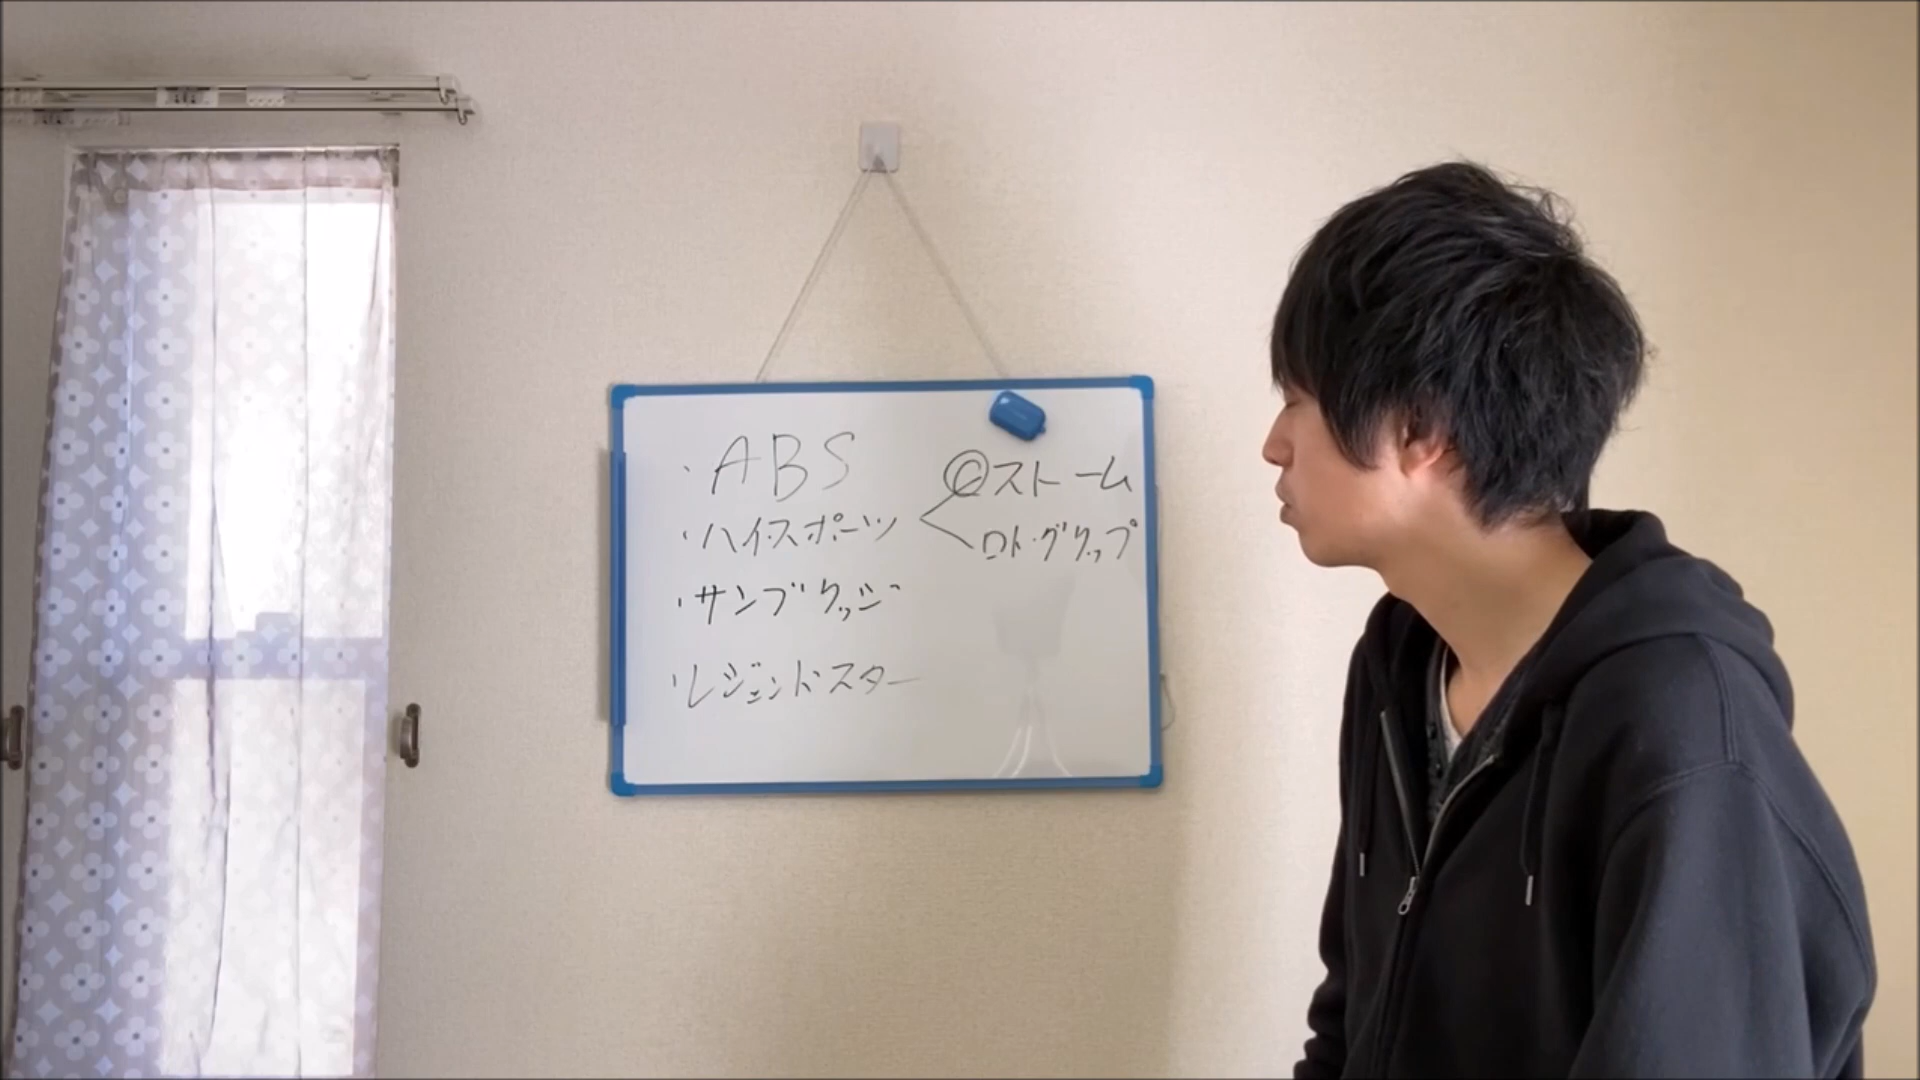 ・ABS
・ハイ・スポーツ
©ストーム
ロト・グリップ
・サンブリッジ
・レジェンドスター